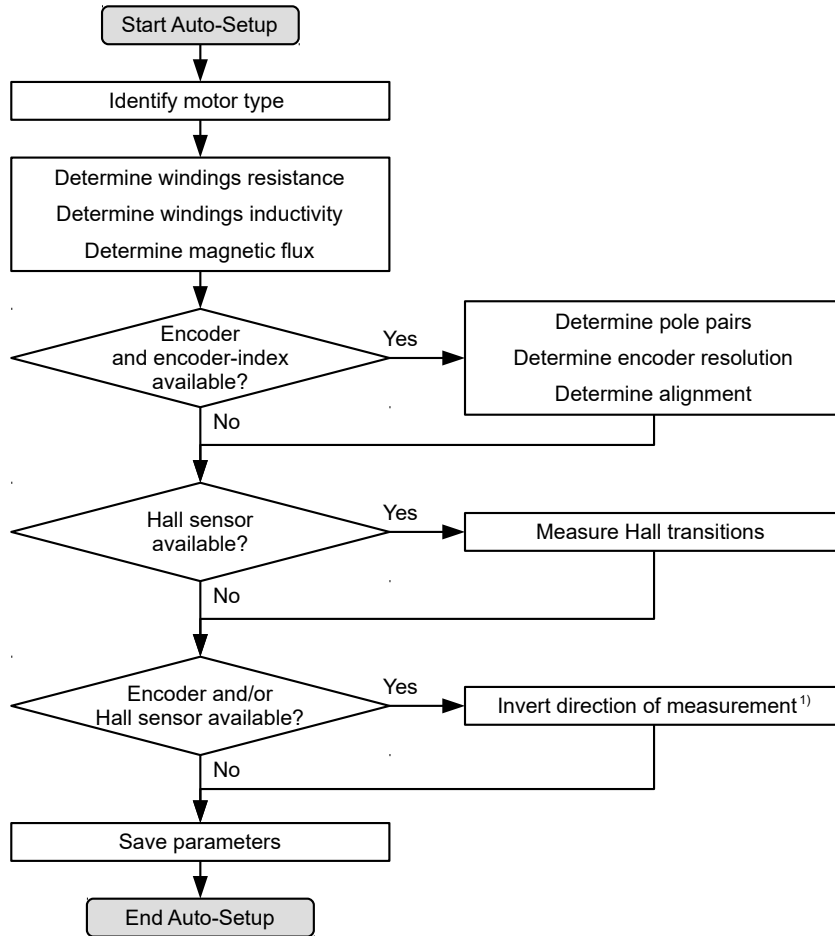 Start Auto-Setup
Identify motor type
Determine windings resistance
Determine windings inductivity
Determine magnetic flux
Encoder
and encoder-index
available?
Yes
Determine pole pairs
Determine encoder resolution
Determine alignment
No
Hall sensor
available?
Yes
Measure Hall transitions
No
Encoder and/or
Hall sensor available?
Yes
Invert direction of measurement 1)
No
Save parameters
End Auto-Setup